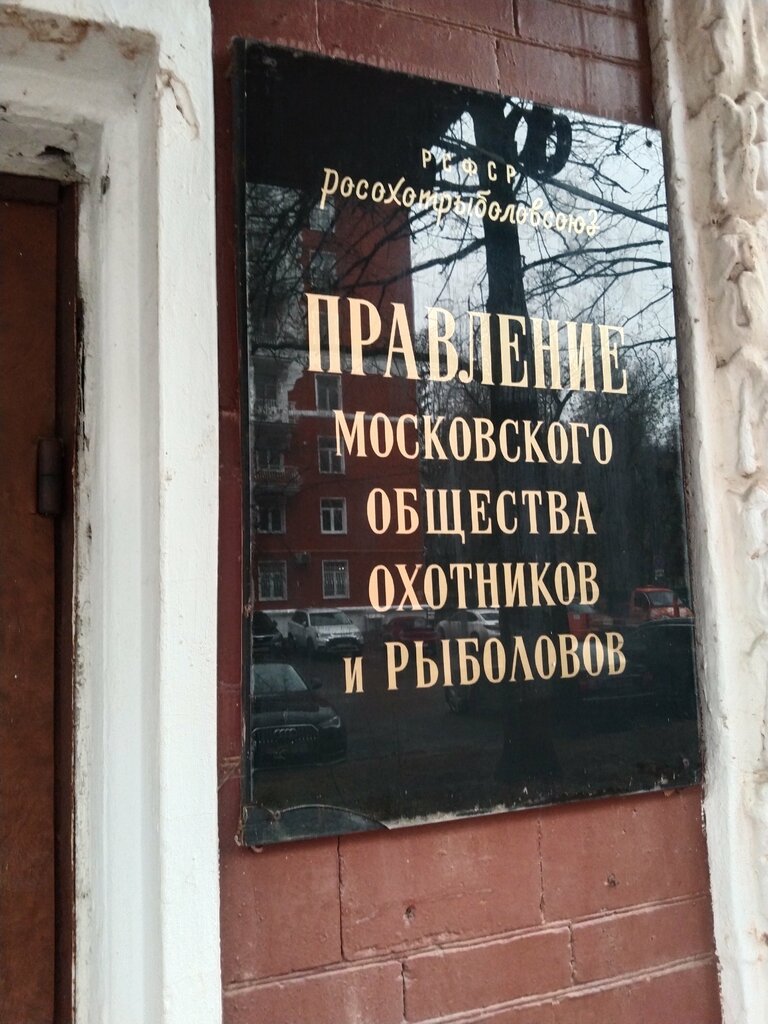 РСФСР
Росохотрыболовсоюз
ПРАВЛЕНИЕ
МОСКОВСКОГО
ОБЩЕСТВА
ОХОТНИКОВ
и РЫБОЛОВОВ